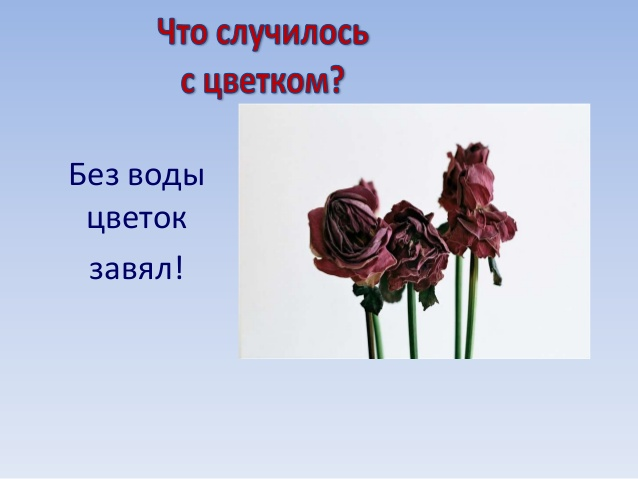 Что случилось
с цветком?
Без воды
цветок
завял!